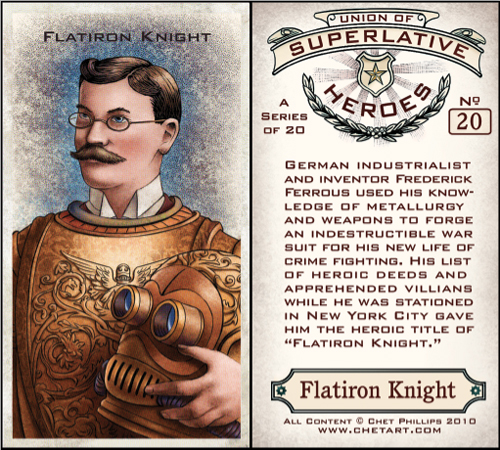 FLATIRON KNIGHT
UNION OF
SUPERLATIVE
HEROES
A
SERIES
OF 20
No
20
GERMAN INDUSTRIALIST
AND INVENTOR FREDERICK
FERROUS USED HIS KNOW-
LEDGE OF METALLURGY
AND WEAPONS TO FORGE
AN INDESTRUCTIBLE WAR
SUIT FOR HIS NEW LIFE OF
CRIME FIGHTING. HIS LIST
OF HEROIC DEEDS AND
APPREHENDED VILLIANS
WHILE HE WAS STATIONED
IN NEW YORK CITY GAVE
HIM THE HEROIC TITLE OF
“FLATIRON KNIGHT.”
Flatiron Knight
ALL CONTENT © CHET PHILLIPS 2010
WWW.CHETART.COM